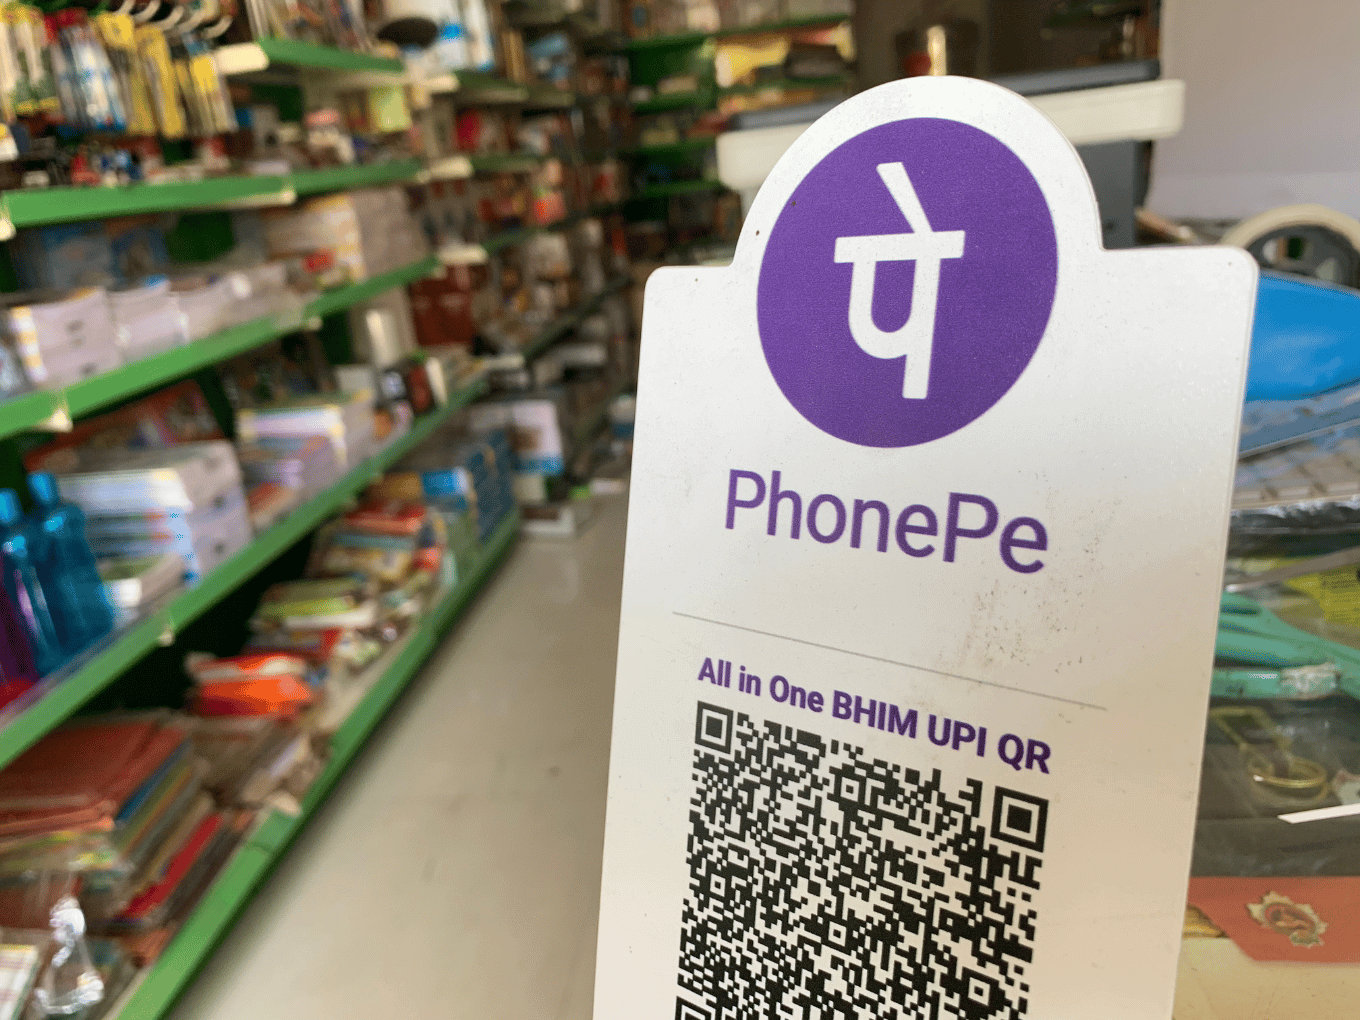 पे
PhonePe
All in One BHIM UPI QR